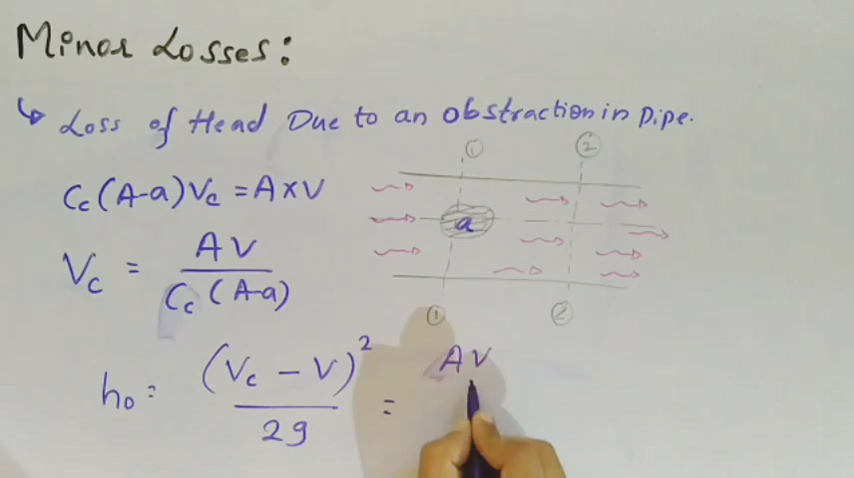 Minor Losses:
↳ Loss of Head Due to an obstraction in pipe.
① ②
Cc (A-a) Vc = A x V
a
Vc = AV / Cc (A-a)
① ②
ho = (Vc - V)² / 2g = AV